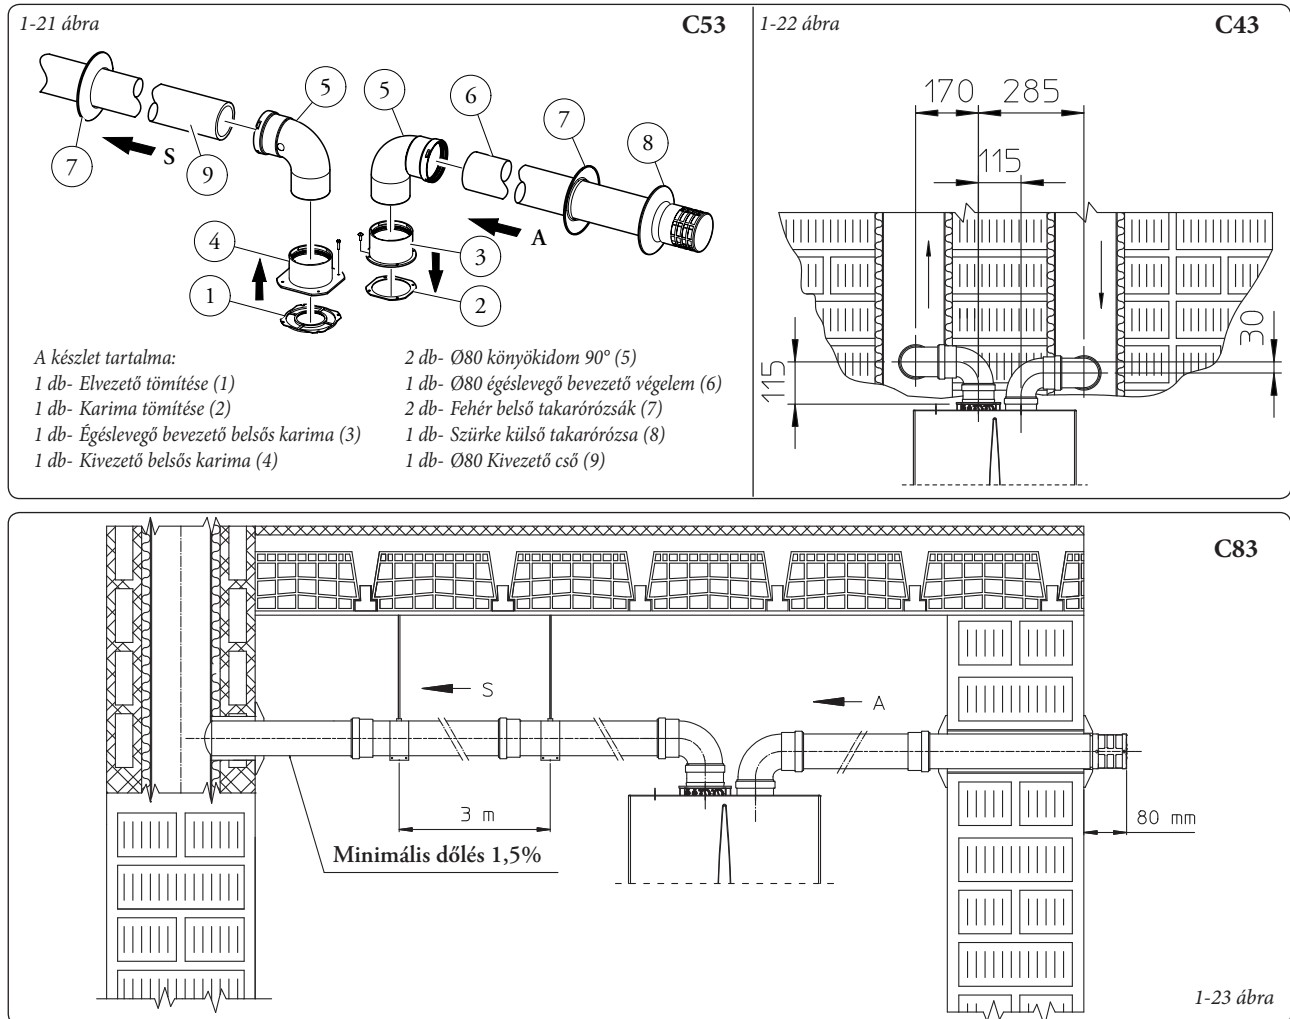 1-21 ábra
C53
5
5
6
7
8
7
S
9
A
4
3
1
2
A készlet tartalma:
1 db- Elvezető tömítése (1)
1 db- Karima tömítése (2)
1 db- Égéslevegő bevezető belsős karima (3)
1 db- Kivezető belsős karima (4)
2 db- Ø80 könyökidom 90° (5)
1 db- Ø80 égéslevegő bevezető végelem (6)
2 db- Fehér belső takarórózsák (7)
1 db- Szürke külső takarórózsa (8)
1 db- Ø80 Kivezető cső (9)
1-22 ábra
C43
170
285
115
30
115
C83
S
A
3 m
80 mm
Minimális dőlés 1,5%
1-23 ábra